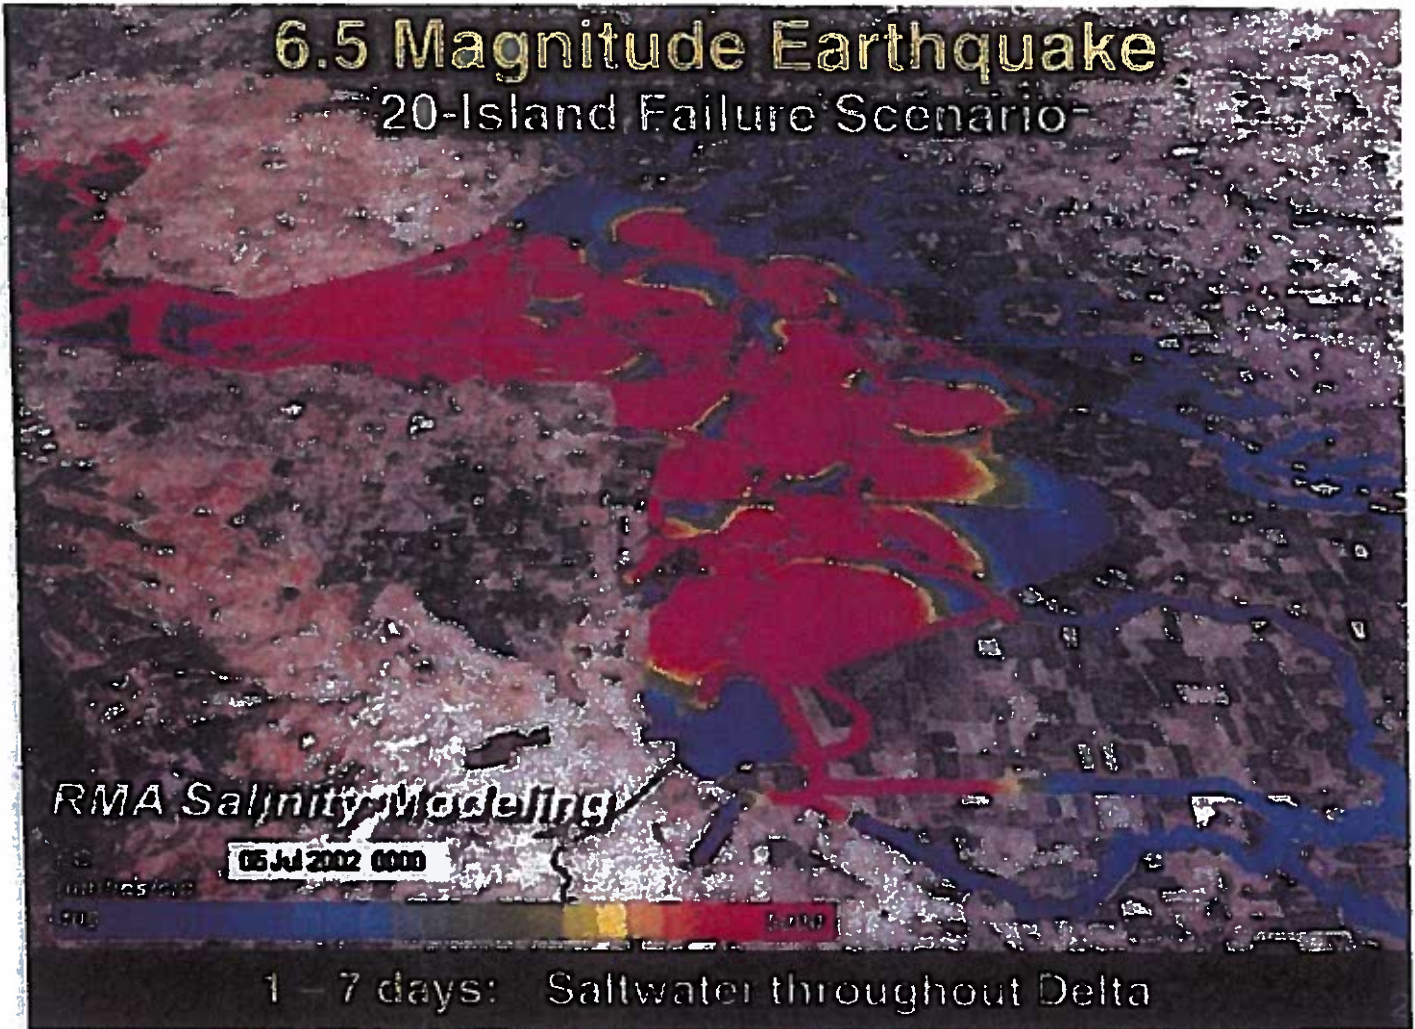 6.5 Magnitude Earthquake
20-Island Failure Scenario
RMA Salinity Modeling
05 Jul 2002 0000
1 – 7 days: Saltwater throughout Delta